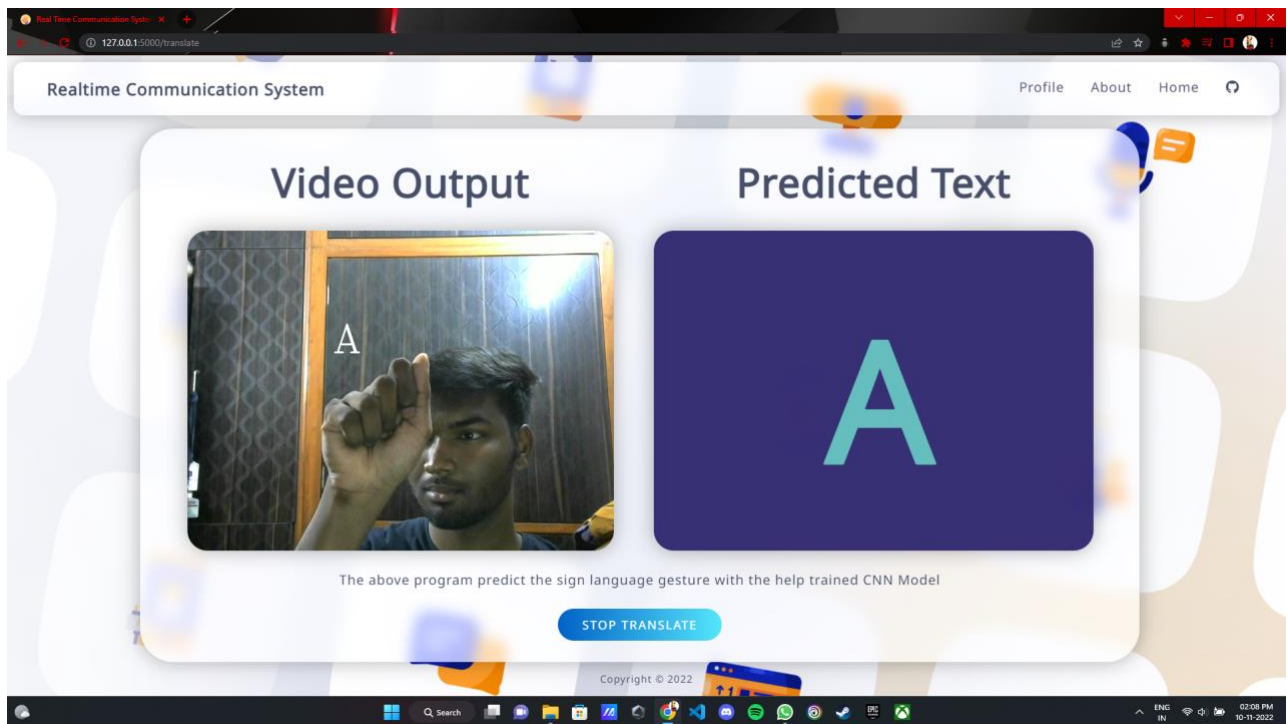 Real Time Communication Syste
127.0.0.1:5000/translate
Realtime Communication System
Profile About Home
Video Output
Predicted Text
A
A
The above program predict the sign language gesture with the help trained CNN Model
STOP TRANSLATE
Copyright © 2022
Search
ENG
IN
02:08 PM
10-11-2022